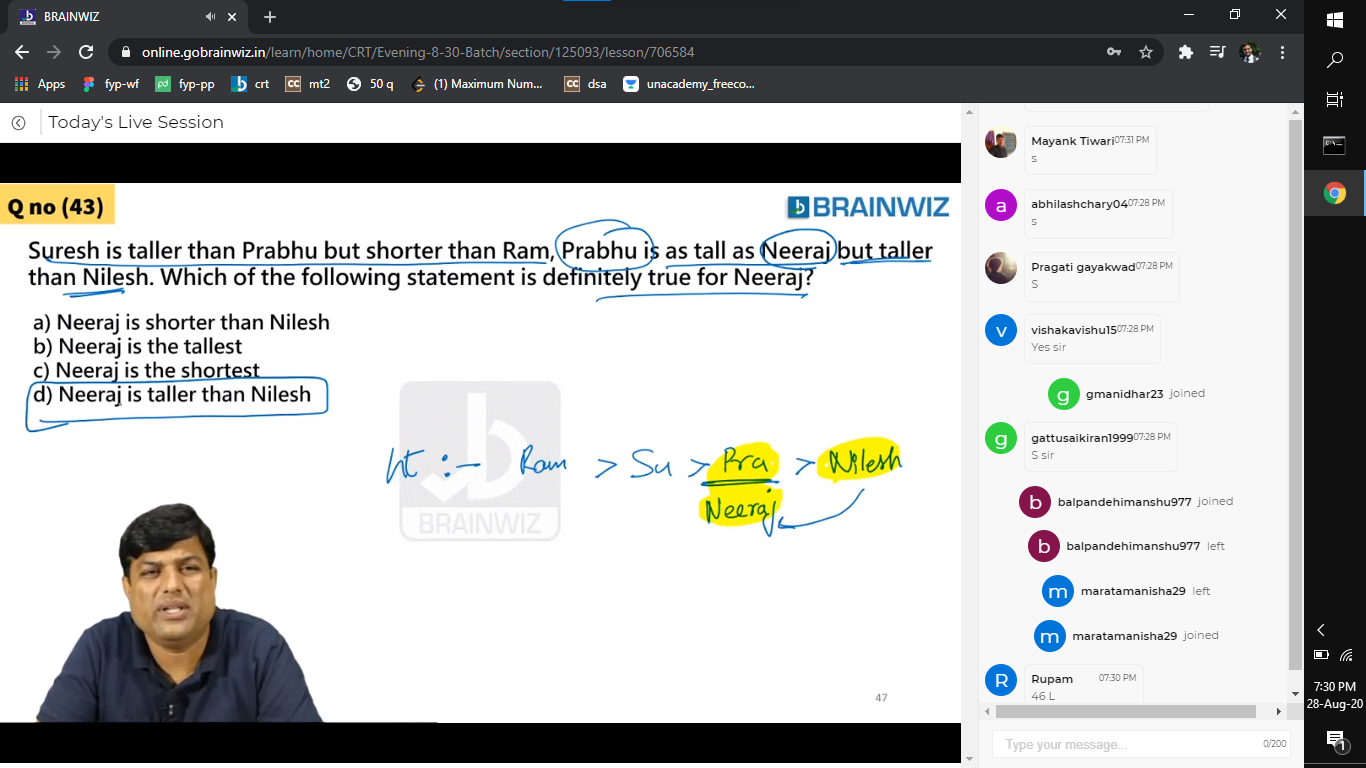 BRAINWIZ
online.gobrainwiz.in/learn/home/CRT/Evening-8-30-Batch/section/125093/lesson/706584
Apps fyp-wf fyp-pp crt mt2 50 q (1) Maximum Num... dsa unacademy_freeco...
Today's Live Session
Q no (43)
BRAINWIZ
Suresh is taller than Prabhu but shorter than Ram, Prabhu is as tall as Neeraj but taller
than Nilesh. Which of the following statement is definitely true for Neeraj?
a) Neeraj is shorter than Nilesh
b) Neeraj is the tallest
c) Neeraj is the shortest
d) Neeraj is taller than Nilesh
Ht :- Ram > Su > Pra > Nilesh
Neeraj
BRAINWIZ
47
Mayank Tiwari 07:31 PM
s
abhilashchary04 07:28 PM
s
Pragati gayakwad 07:28 PM
S
vishakavishu15 07:28 PM
Yes sir
gmanidhar23 joined
gattusaikiran1999 07:28 PM
S sir
balpandehimanshu977 joined
balpandehimanshu977 left
maratamanisha29 left
maratamanisha29 joined
Rupam 07:30 PM
46 L
Type your message... 0/200
7:30 PM
28-Aug-20
1